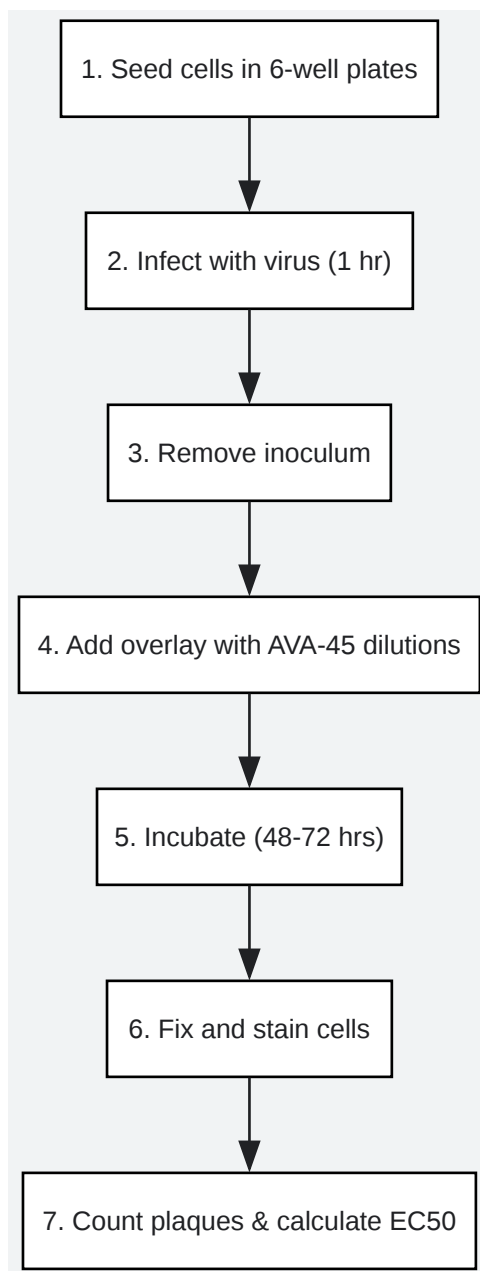 1. Seed cells in 6-well plates
2. Infect with virus (1 hr)
3. Remove inoculum
4. Add overlay with AVA-45 dilutions
5. Incubate (48-72 hrs)
6. Fix and stain cells
7. Count plaques & calculate EC50